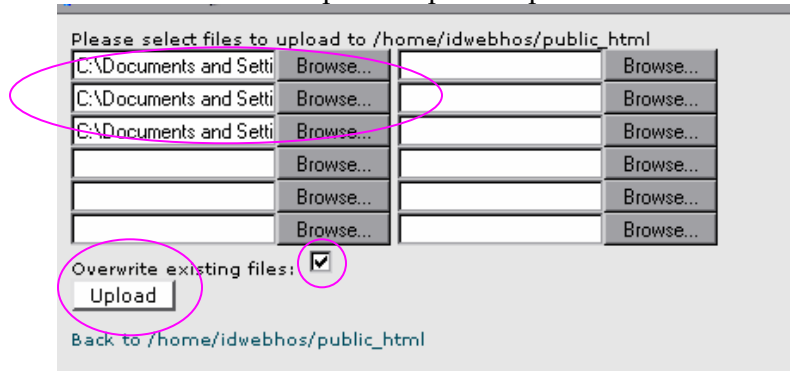 Please select files to upload to /home/idwebhos/public_html
C:\Documents and Setti Browse... Browse...
C:\Documents and Setti Browse... Browse...
C:\Documents and Setti Browse... Browse...
Browse... Browse...
Browse... Browse...
Browse... Browse...
Overwrite existing files:
Upload
Back to /home/idwebhos/public_html